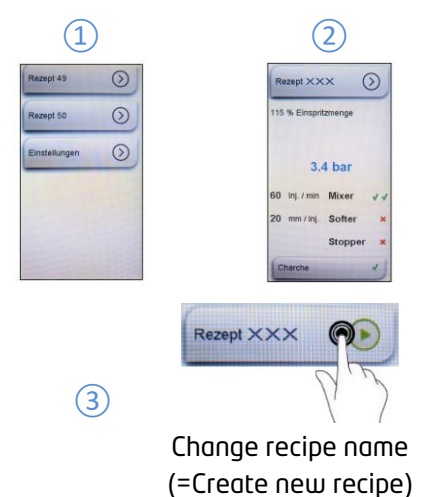 ①
②
Rezept 49
Rezept 50
Einstellungen
Rezept XXX
115 % Einspritzmenge
3.4 bar
60 Inj. / min Mixer ✓✓
20 mm / Inj. Softer ×
Stopper ×
Charche ✓
Rezept XXX
③
Change recipe name
(=Create new recipe)